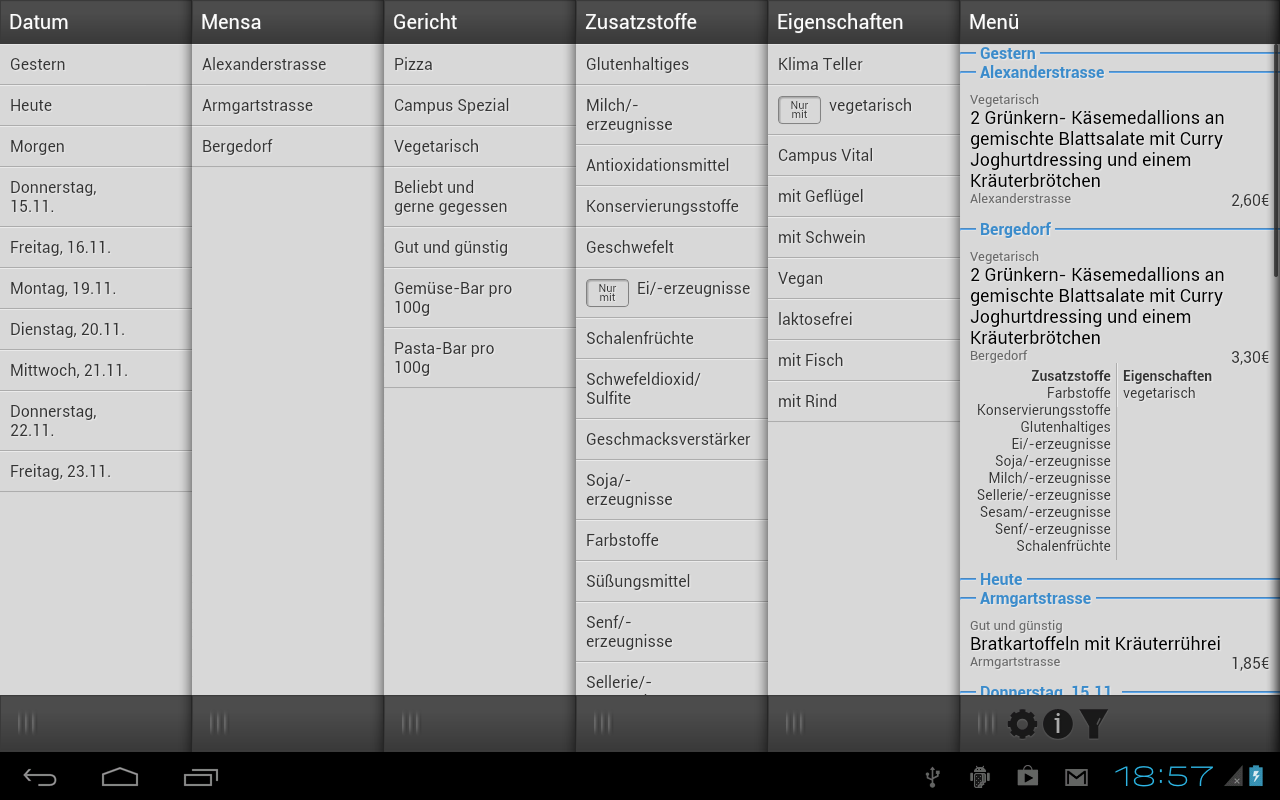 Datum
Gestern
Heute
Morgen
Donnerstag,
15.11.
Freitag, 16.11.
Montag, 19.11.
Dienstag, 20.11.
Mittwoch, 21.11.
Donnerstag,
22.11.
Freitag, 23.11.
Mensa
Alexanderstrasse
Armgartstrasse
Bergedorf
Gericht
Pizza
Campus Spezial
Vegetarisch
Beliebt und
gerne gegessen
Gut und günstig
Gemüse-Bar pro
100g
Pasta-Bar pro
100g
Zusatzstoffe
Glutenhaltiges
Milch/-
erzeugnisse
Antioxidationsmittel
Konservierungsstoffe
Geschwefelt
Nur
mit
Ei/-erzeugnisse
Schalenfrüchte
Schwefeldioxid/
Sulfite
Geschmacksverstärker
Soja/-
erzeugnisse
Farbstoffe
Süßungsmittel
Senf/-
erzeugnisse
Sellerie/-
Eigenschaften
Klima Teller
Nur
mit
vegetarisch
Campus Vital
mit Geflügel
mit Schwein
Vegan
laktosefrei
mit Fisch
mit Rind
Menü
Gestern
Alexanderstrasse
Vegetarisch
2 Grünkern- Käsemedallions an
gemischte Blattsalate mit Curry
Joghurtdressing und einem
Kräuterbrötchen
Alexanderstrasse 2,60€
Bergedorf
Vegetarisch
2 Grünkern- Käsemedallions an
gemischte Blattsalate mit Curry
Joghurtdressing und einem
Kräuterbrötchen
Bergedorf 3,30€
Zusatzstoffe Eigenschaften
Farbstoffe vegetarisch
Konservierungsstoffe
Glutenhaltiges
Ei/-erzeugnisse
Soja/-erzeugnisse
Milch/-erzeugnisse
Sellerie/-erzeugnisse
Sesam/-erzeugnisse
Senf/-erzeugnisse
Schalenfrüchte
Heute
Armgartstrasse
Gut und günstig
Bratkartoffeln mit Kräuterrührei
Armgartstrasse 1,85€
Donnerstag, 15.11.
18:57